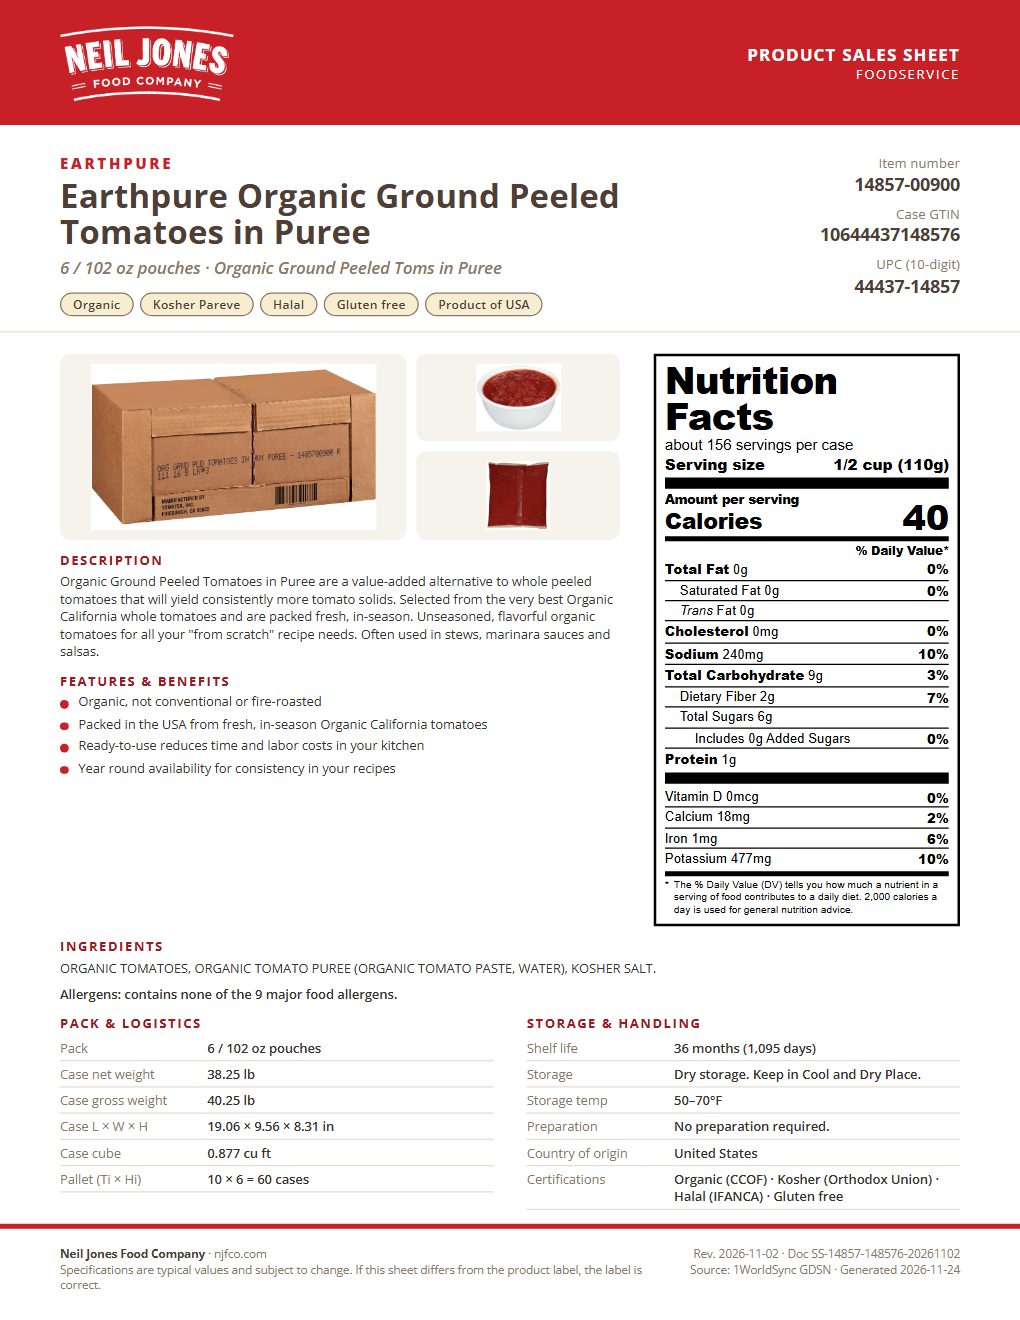 NEIL JONES
FOOD COMPANY
PRODUCT SALES SHEET
FOODSERVICE
EARTHPURE
Earthpure Organic Ground Peeled
Tomatoes in Puree
6 / 102 oz pouches · Organic Ground Peeled Toms in Puree
Organic
Kosher Pareve
Halal
Gluten free
Product of USA
Item number
14857-00900
Case GTIN
10644437148576
UPC (10-digit)
44437-14857
ORG GRND PLD TOMATOES IN HVY PUREE - 1485700900 R
MANUFACTURED BY
TOMATEK, INC.
FIREBAUGH, CA 93622
DESCRIPTION
Organic Ground Peeled Tomatoes in Puree are a value-added alternative to whole peeled
tomatoes that will yield consistently more tomato solids. Selected from the very best Organic
California whole tomatoes and are packed fresh, in-season. Unseasoned, flavorful organic
tomatoes for all your "from scratch" recipe needs. Often used in stews, marinara sauces and
salsas.
FEATURES & BENEFITS
Organic, not conventional or fire-roasted
Packed in the USA from fresh, in-season Organic California tomatoes
Ready-to-use reduces time and labor costs in your kitchen
Year round availability for consistency in your recipes
Nutrition
Facts
about 156 servings per case
Serving size 1/2 cup (110g)
Amount per serving
Calories 40
% Daily Value*
Total Fat 0g 0%
Saturated Fat 0g 0%
Trans Fat 0g
Cholesterol 0mg 0%
Sodium 240mg 10%
Total Carbohydrate 9g 3%
Dietary Fiber 2g 7%
Total Sugars 6g
Includes 0g Added Sugars 0%
Protein 1g
Vitamin D 0mcg 0%
Calcium 18mg 2%
Iron 1mg 6%
Potassium 477mg 10%
* The % Daily Value (DV) tells you how much a nutrient in a
serving of food contributes to a daily diet. 2,000 calories a
day is used for general nutrition advice.
INGREDIENTS
ORGANIC TOMATOES, ORGANIC TOMATO PUREE (ORGANIC TOMATO PASTE, WATER), KOSHER SALT.
Allergens: contains none of the 9 major food allergens.
PACK & LOGISTICS
Pack 6 / 102 oz pouches
Case net weight 38.25 lb
Case gross weight 40.25 lb
Case L × W × H 19.06 × 9.56 × 8.31 in
Case cube 0.877 cu ft
Pallet (Ti × Hi) 10 × 6 = 60 cases
STORAGE & HANDLING
Shelf life 36 months (1,095 days)
Storage Dry storage. Keep in Cool and Dry Place.
Storage temp 50–70°F
Preparation No preparation required.
Country of origin United States
Certifications Organic (CCOF) · Kosher (Orthodox Union) ·
Halal (IFANCA) · Gluten free
Neil Jones Food Company · njfco.com
Specifications are typical values and subject to change. If this sheet differs from the product label, the label is
correct.
Rev. 2026-11-02 · Doc SS-14857-148576-20261102
Source: 1WorldSync GDSN · Generated 2026-11-24